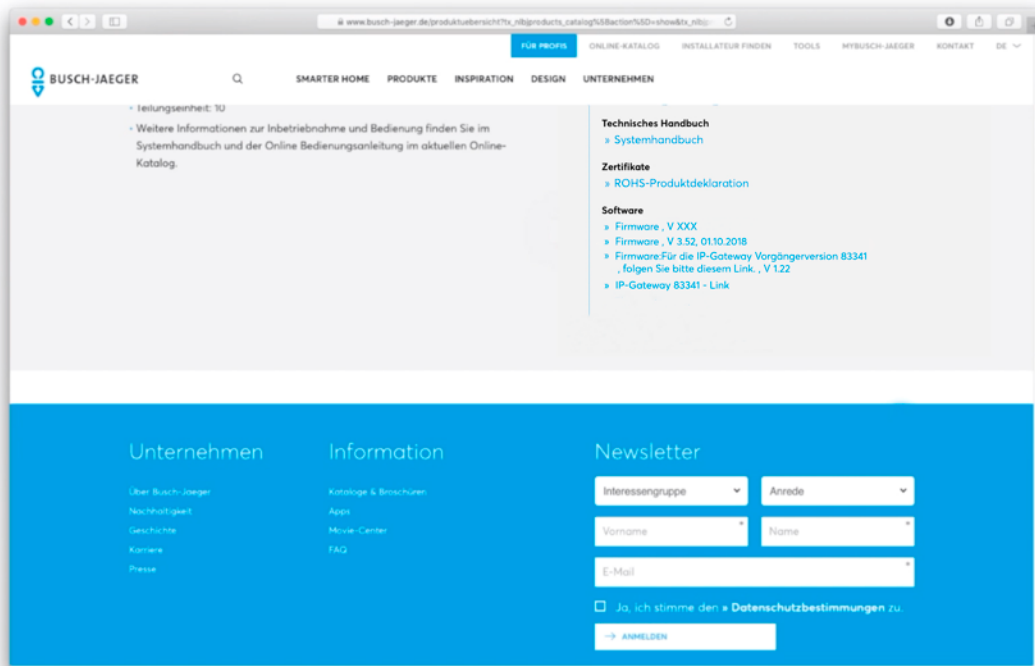 www.busch-jaeger.de/produktuebersicht?tx_nlbjproducts_catalog%5Baction%5D=show&tx_nlbj
FÜR PROFIS ONLINE-KATALOG INSTALLATEUR FINDEN TOOLS MYBUSCH-JAEGER KONTAKT DE
BUSCH-JAEGER SMARTER HOME PRODUKTE INSPIRATION DESIGN UNTERNEHMEN
• Teilungseinheit: 10
• Weitere Informationen zur Inbetriebnahme und Bedienung finden Sie im
Systemhandbuch und der Online Bedienungsanleitung im aktuellen Online-
Katalog.
Technisches Handbuch
» Systemhandbuch
Zertifikate
» ROHS-Produktdeklaration
Software
» Firmware , V XXX
» Firmware , V 3.52, 01.10.2018
» Firmware:Für die IP-Gateway Vorgängerversion 83341
, folgen Sie bitte diesem Link. , V 1.22
» IP-Gateway 83341 - Link
Unternehmen
Über Busch-Jaeger
Nachhaltigkeit
Geschichte
Karriere
Presse
Information
Kataloge & Broschüren
Apps
Movie-Center
FAQ
Newsletter
Interessengruppe Anrede
Vorname * Name *
E-Mail *
Ja, ich stimme den » Datenschutzbestimmungen zu.
→ ANMELDEN